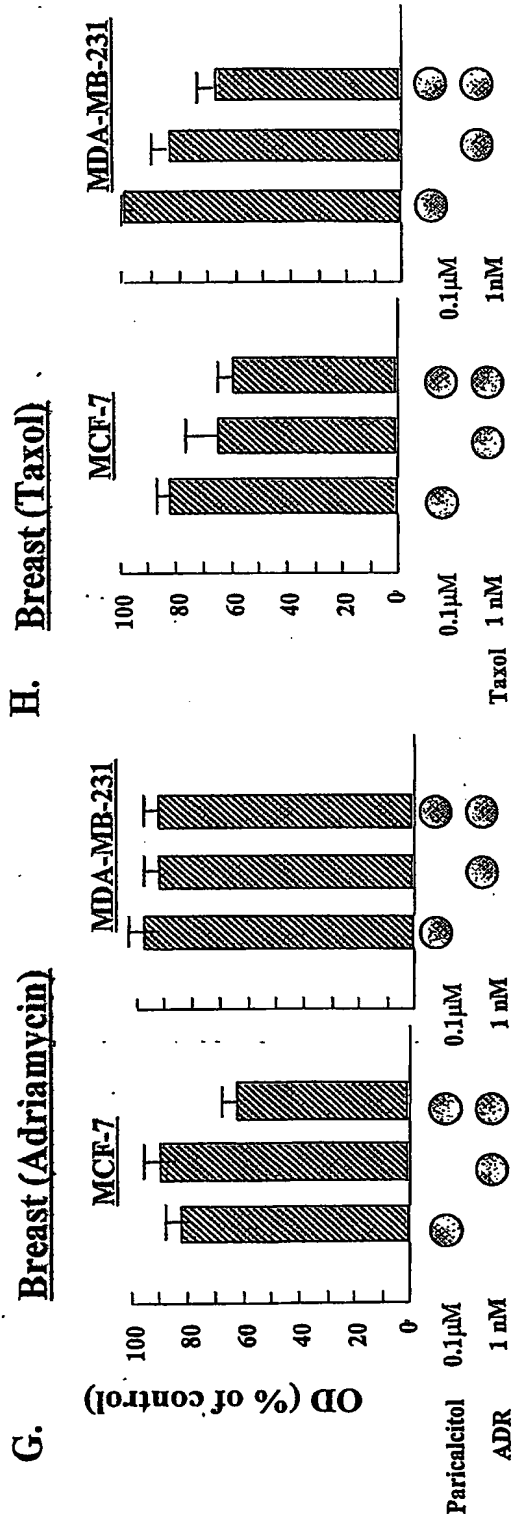 G. Breast (Adriamycin)
MCF-7
MDA-MB-231
OD (% of control)
100
80
60
40
20
0
Paricalcitol 0.1μM 0.1μM
ADR 1 nM 1 nM
H. Breast (Taxol)
MCF-7
MDA-MB-231
100
80
60
40
20
0
0.1μM 0.1μM
Taxol 1 nM 1nM